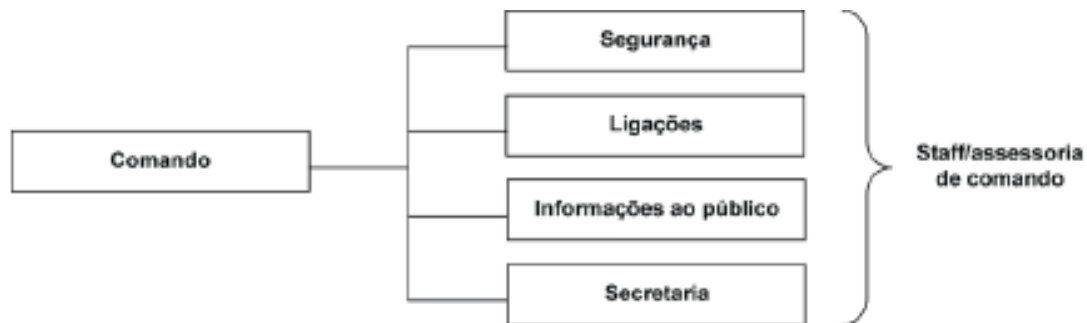 Segurança
Ligações
Comando
Staff/assessoria
de comando
Informações ao público
Secretaria